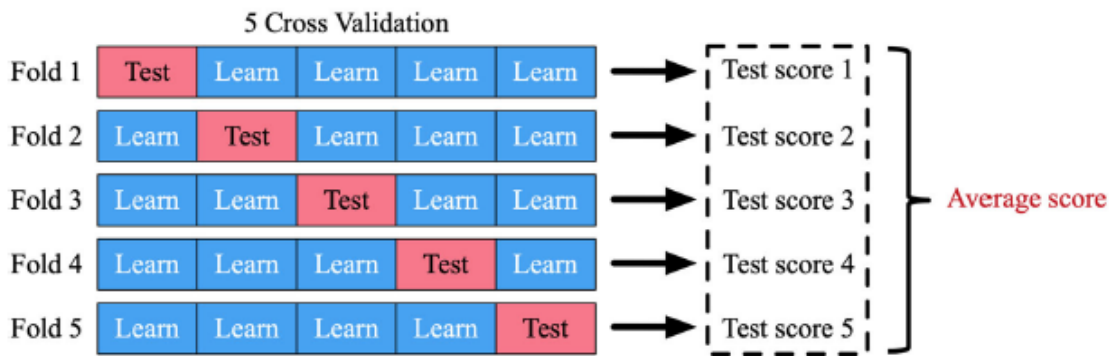 5 Cross Validation
Fold 1 Test Learn Learn Learn Learn Test score 1
Fold 2 Learn Test Learn Learn Learn Test score 2
Fold 3 Learn Learn Test Learn Learn Test score 3
Average score
Fold 4 Learn Learn Learn Test Learn Test score 4
Fold 5 Learn Learn Learn Learn Test Test score 5